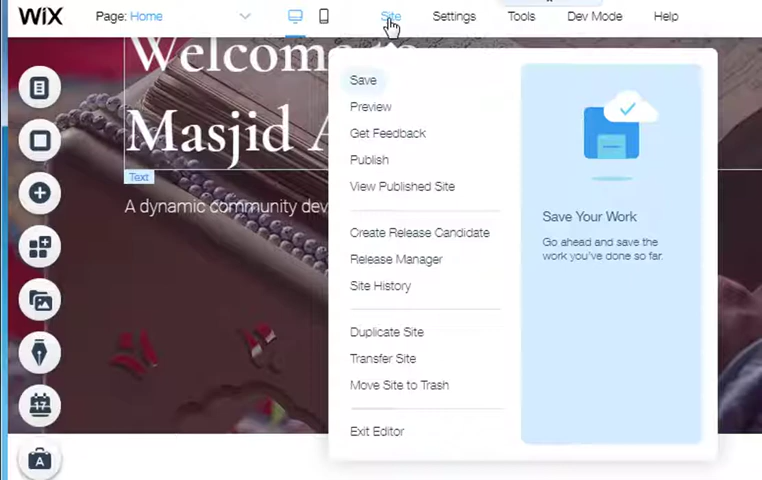 WiX Page: Home Site Settings Tools Dev Mode Help
Welcome
Masjid A
Text
A dynamic community dev
Save
Preview
Get Feedback
Publish
View Published Site
Create Release Candidate
Release Manager
Site History
Duplicate Site
Transfer Site
Move Site to Trash
Exit Editor
Save Your Work
Go ahead and save the
work you've done so far.
17
A